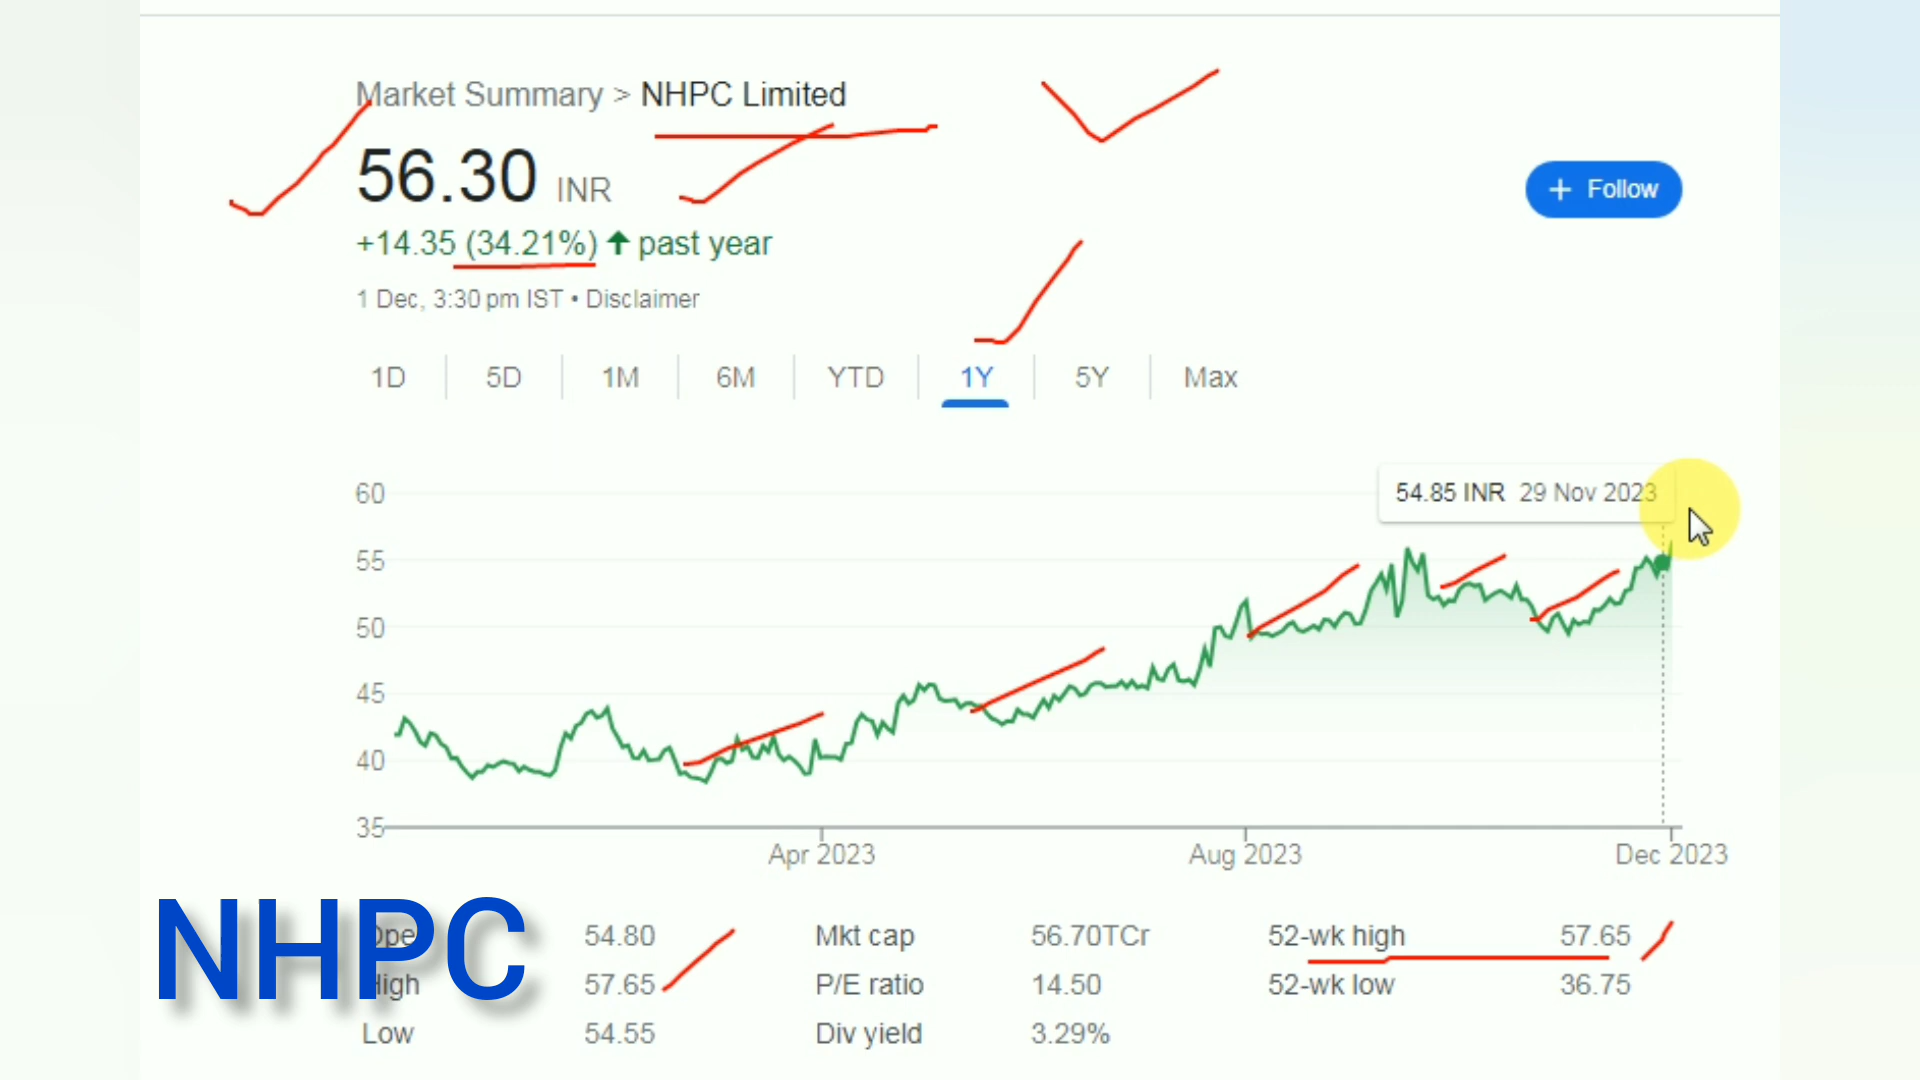 Market Summary > NHPC Limited
56.30 INR
+ Follow
+14.35 (34.21%) ↑ past year
1 Dec, 3:30 pm IST • Disclaimer
1D 5D 1M 6M YTD 1Y 5Y Max
54.85 INR 29 Nov 2023
60
55
50
45
40
35
Apr 2023 Aug 2023 Dec 2023
NHPC
Ope 54.80 Mkt cap 56.70TCr 52-wk high 57.65
High 57.65 P/E ratio 14.50 52-wk low 36.75
Low 54.55 Div yield 3.29%